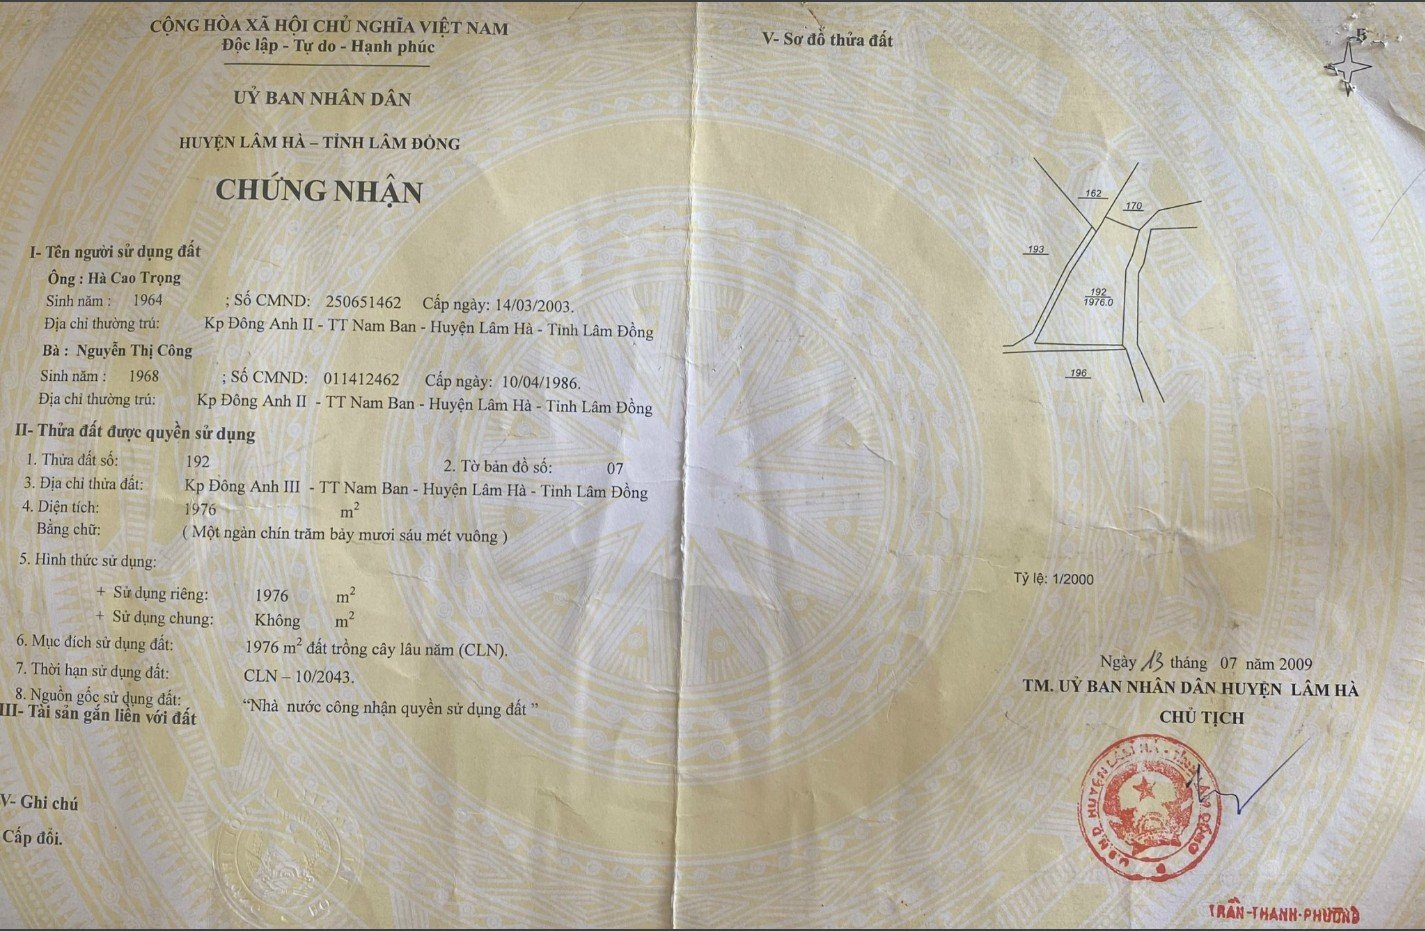 CỘNG HÒA XÃ HỘI CHỦ NGHĨA VIỆT NAM
Độc lập - Tự do - Hạnh phúc
UỶ BAN NHÂN DÂN
HUYỆN LÂM HÀ – TỈNH LÂM ĐỒNG
CHỨNG NHẬN
I- Tên người sử dụng đất
Ông : Hà Cao Trọng
Sinh năm : 1964 ; Số CMND: 250651462 Cấp ngày: 14/03/2003.
Địa chỉ thường trú: Kp Đông Anh II - TT Nam Ban - Huyện Lâm Hà - Tỉnh Lâm Đồng
Bà : Nguyễn Thị Công
Sinh năm : 1968 ; Số CMND: 011412462 Cấp ngày: 10/04/1986.
Địa chỉ thường trú: Kp Đông Anh II - TT Nam Ban - Huyện Lâm Hà - Tỉnh Lâm Đồng
II- Thửa đất được quyền sử dụng
1. Thửa đất số: 192 2. Tờ bản đồ số: 07
3. Địa chỉ thửa đất: Kp Đông Anh III - TT Nam Ban - Huyện Lâm Hà - Tỉnh Lâm Đồng
4. Diện tích: 1976 m²
Bằng chữ: ( Một ngàn chín trăm bảy mươi sáu mét vuông )
5. Hình thức sử dụng:
+ Sử dụng riêng: 1976 m²
+ Sử dụng chung: Không m²
6. Mục đích sử dụng đất: 1976 m² đất trồng cây lâu năm (CLN).
7. Thời hạn sử dụng đất: CLN – 10/2043.
8. Nguồn gốc sử dụng đất: “Nhà nước công nhận quyền sử dụng đất ”
III- Tài sản gắn liền với đất
V- Ghi chú
Cấp đổi.
V- Sơ đồ thửa đất
162
170
193
192
1976.0
196
Tỷ lệ: 1/2000
Ngày 13 tháng 07 năm 2009
TM. UỶ BAN NHÂN DÂN HUYỆN LÂM HÀ
CHỦ TỊCH
U.B.N.D HUYỆN LÂM HÀ - TỈNH LÂM ĐỒNG
TRẦN-THANH-PHƯƠNG